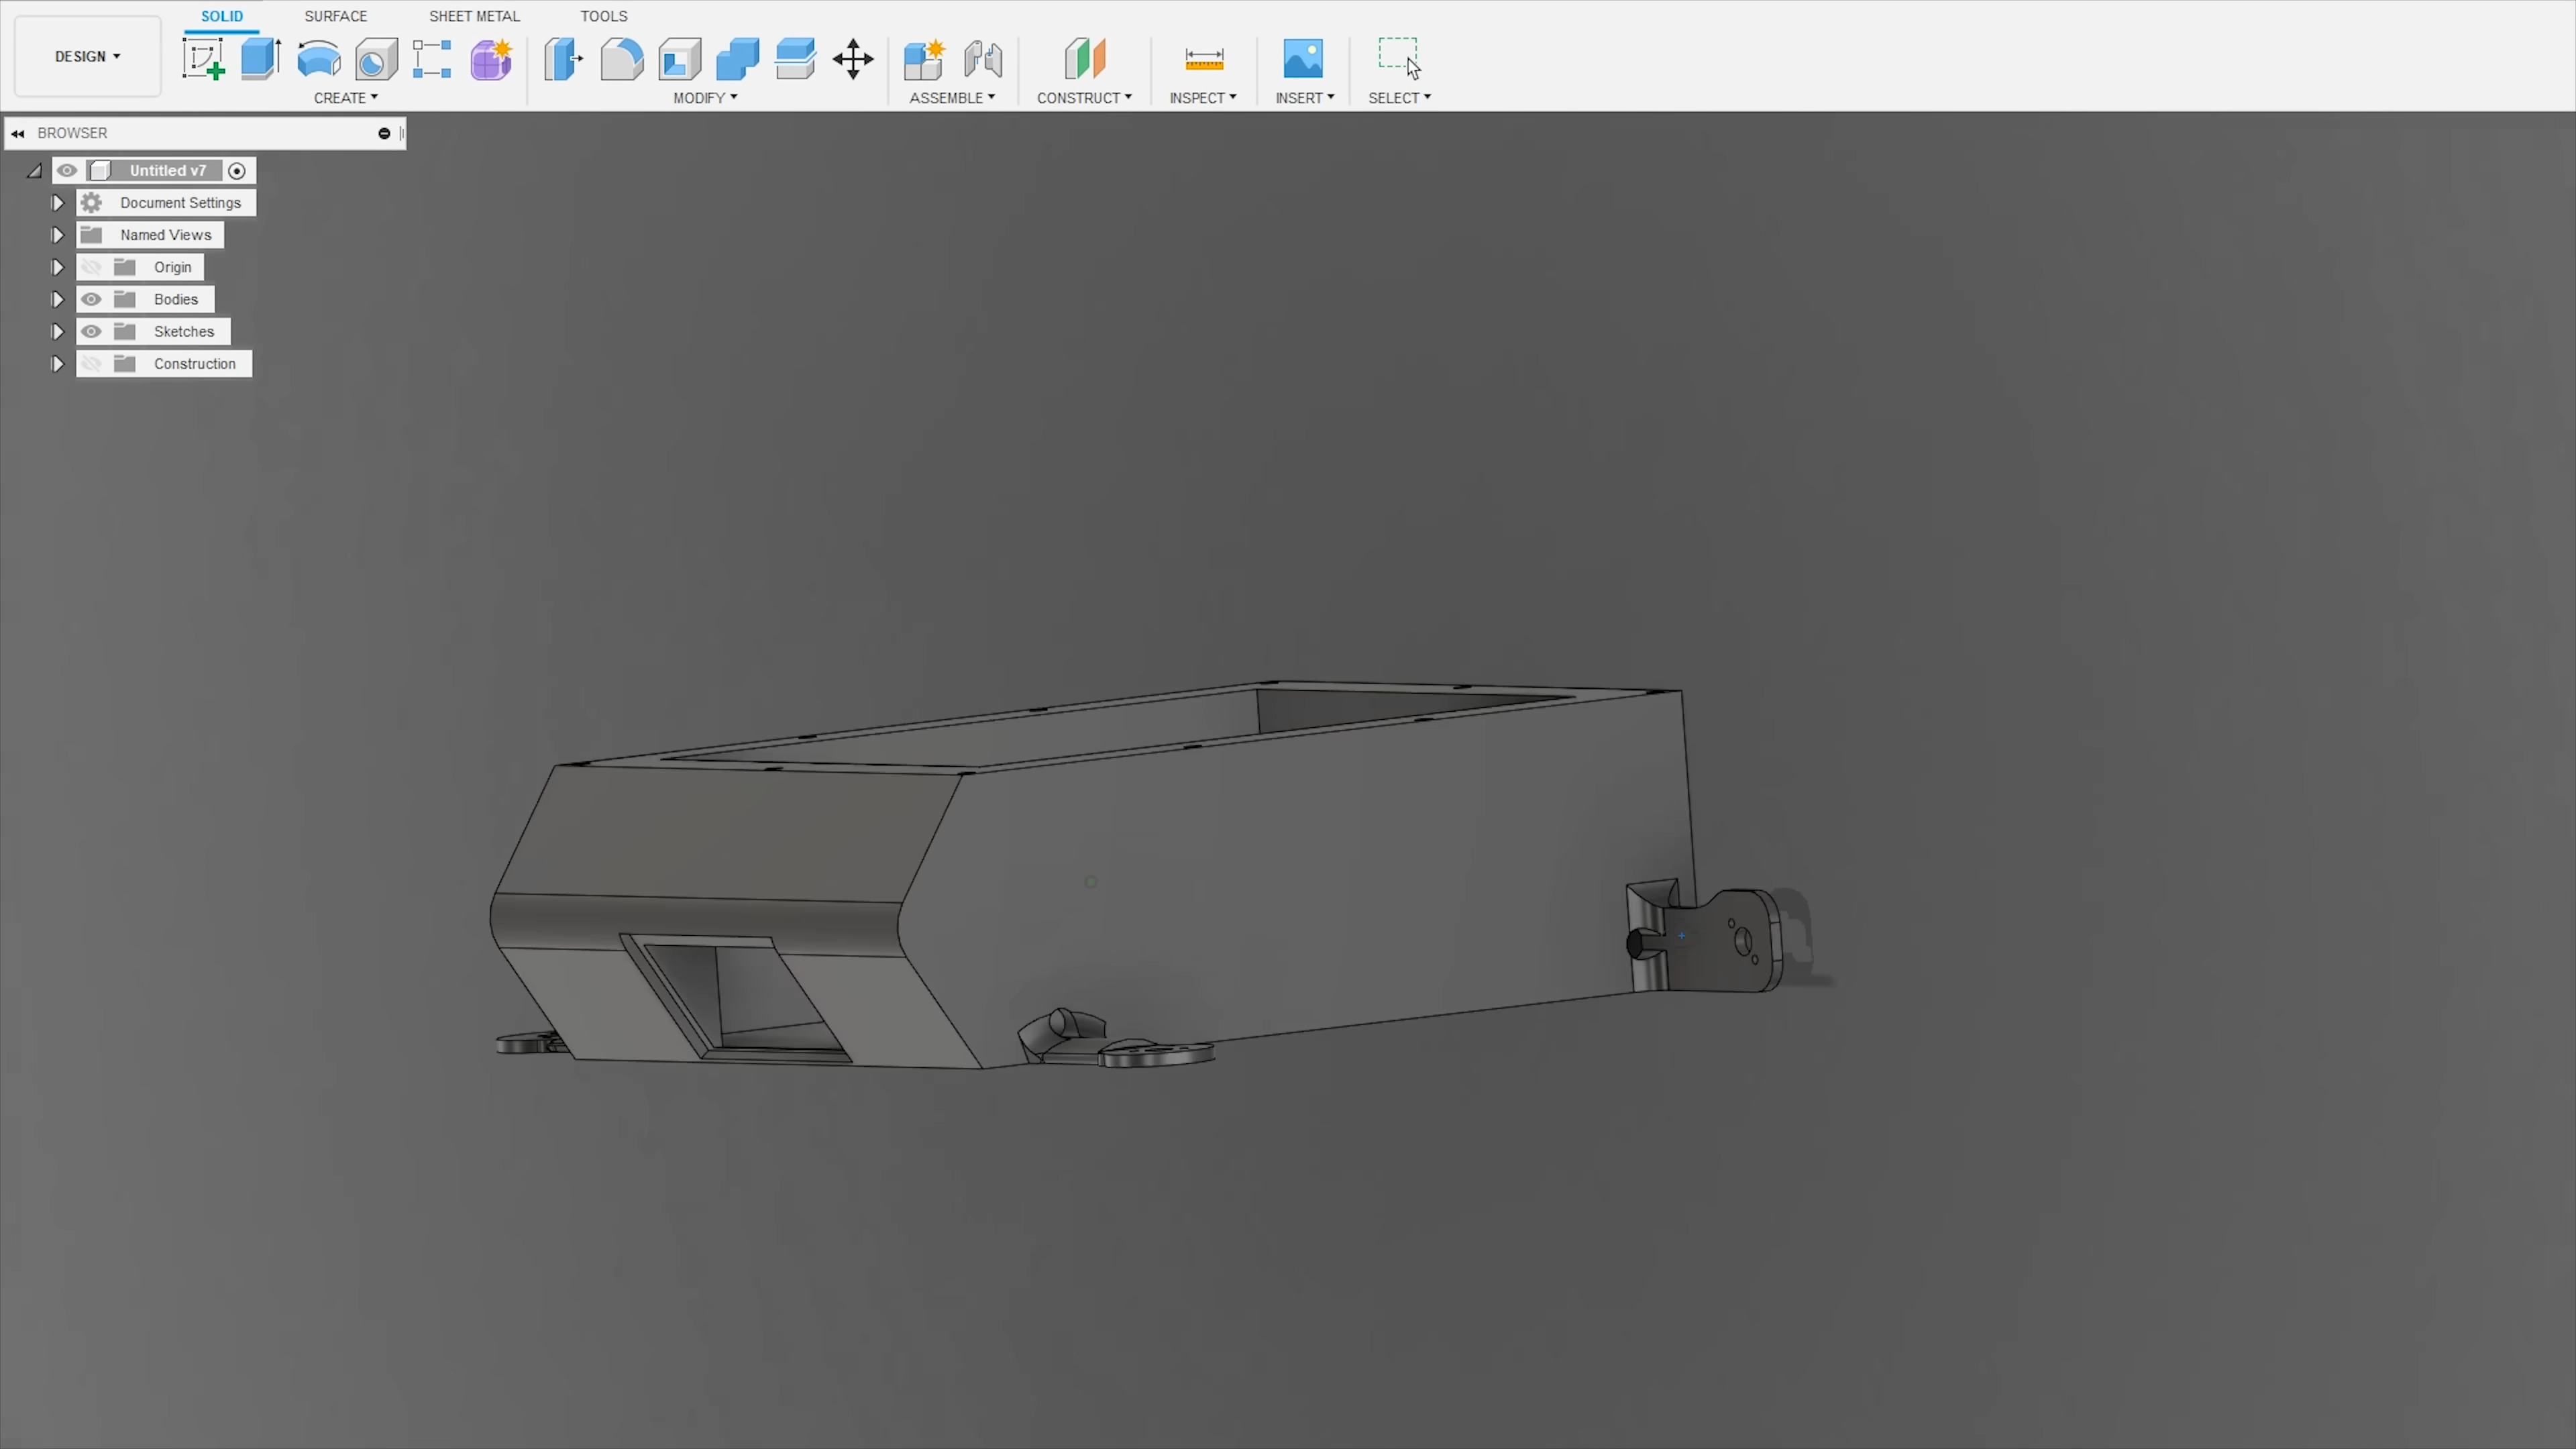 SOLID SURFACE SHEET METAL TOOLS
DESIGN
CREATE MODIFY ASSEMBLE CONSTRUCT INSPECT INSERT SELECT
BROWSER
Untitled v7
Document Settings
Named Views
Origin
Bodies
Sketches
Construction